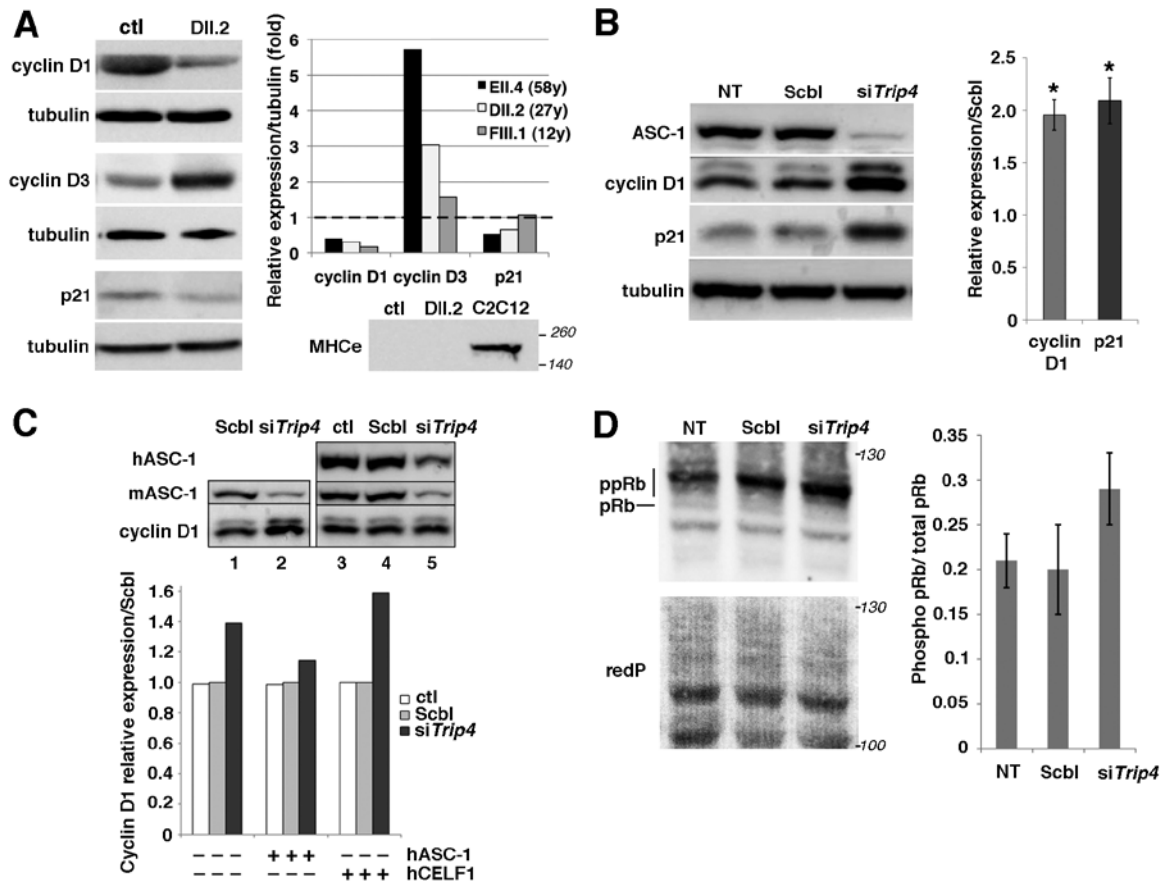 A
ctl DII.2
cyclin D1
tubulin
cyclin D3
tubulin
p21
tubulin
Relative expression/tubulin (fold)
6
5
4
3
2
1
0
EII.4 (58y)
DII.2 (27y)
FIII.1 (12y)
cyclin D1 cyclin D3 p21
ctl DII.2 C2C12
MHCe
- 260
- 140
B
NT Scbl siTrip4
ASC-1
cyclin D1
p21
tubulin
Relative expression/Scbl
2.5
2.0
1.5
1.0
0.5
0
* *
cyclin D1 p21
C
Scbl siTrip4 ctl Scbl siTrip4
hASC-1
mASC-1
cyclin D1
1 2 3 4 5
Cyclin D1 relative expression/Scbl
1.6
1.4
1.2
1.0
0.8
0.6
0.4
0.2
0
ctl
Scbl
siTrip4
– – – + + + – – – hASC-1
– – – – – – + + + hCELF1
D
NT Scbl siTrip4
-130
ppRb
pRb
-130
redP
-100
Phospho pRb/ total pRb
0.35
0.3
0.25
0.2
0.15
0.1
0.05
0
NT Scbl siTrip4